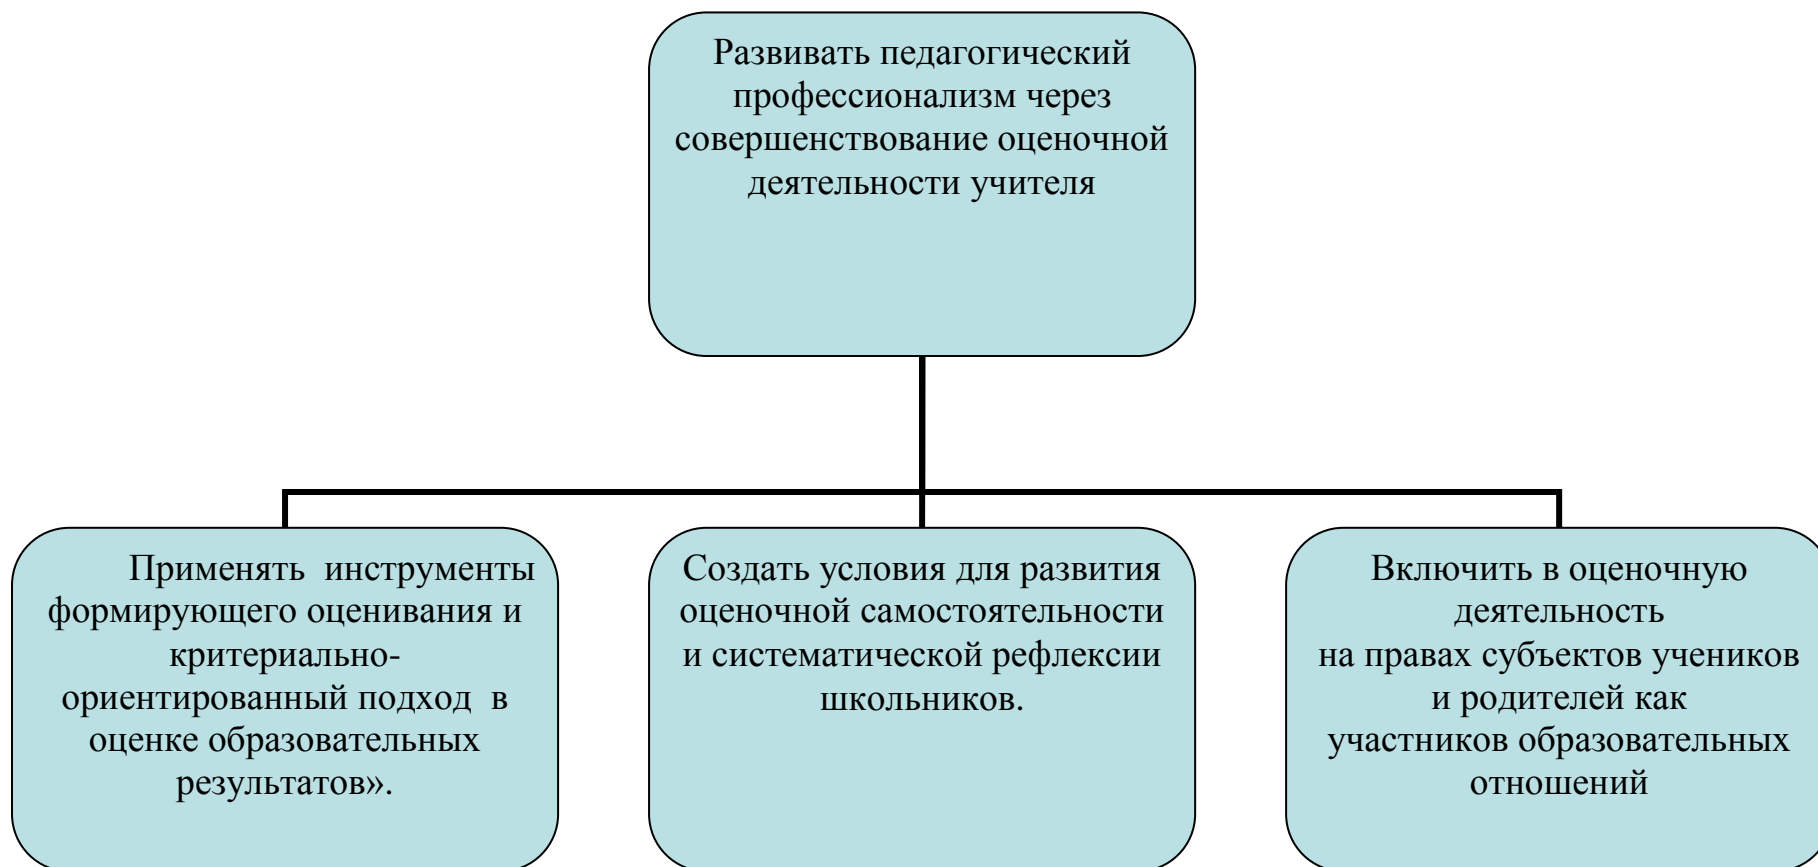 Развивать педагогический
профессионализм через
совершенствование оценочной
деятельности учителя
Применять  инструменты
формирующего оценивания и
критериально-
ориентированный подход  в
оценке образовательных
результатов».
Создать условия для развития
оценочной самостоятельности
и систематической рефлексии
школьников.
Включить в оценочную
деятельность
на правах субъектов учеников
и родителей как
участников образовательных
отношений